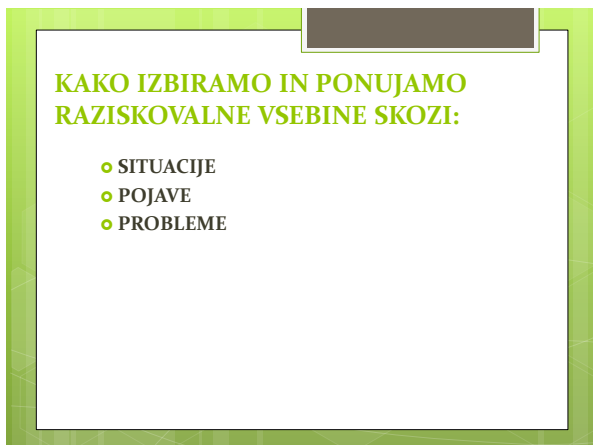 KAKO IZBIRAMO IN PONUJAMO
RAZISKOVALNE VSEBINE SKOZI:
SITUACIJE
POJAVE
PROBLEME